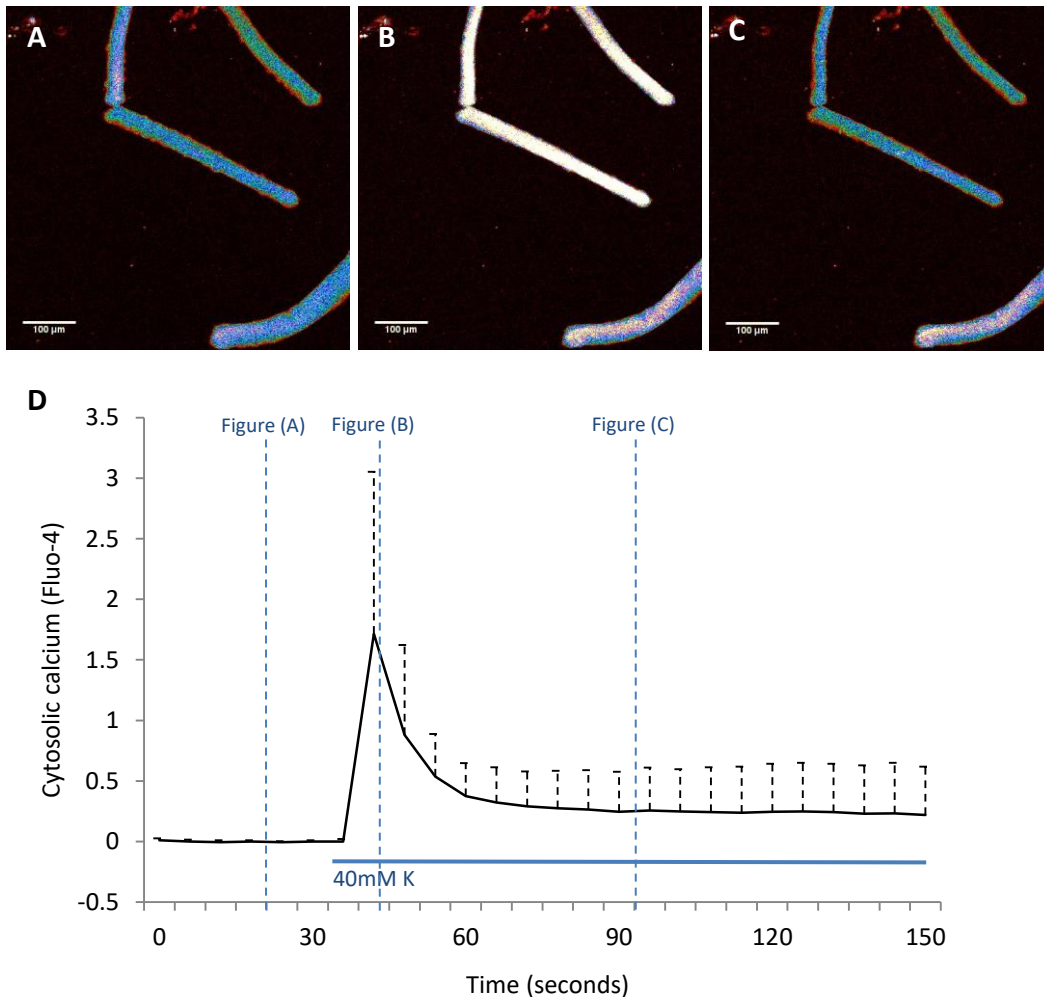 A
B
C
100 µm
100 µm
100 µm
D
Figure (A)
Figure (B)
Figure (C)
3.5
3
2.5
2
1.5
1
0.5
0
-0.5
Cytosolic calcium (Fluo-4)
40mM K
0
30
60
90
120
150
Time (seconds)